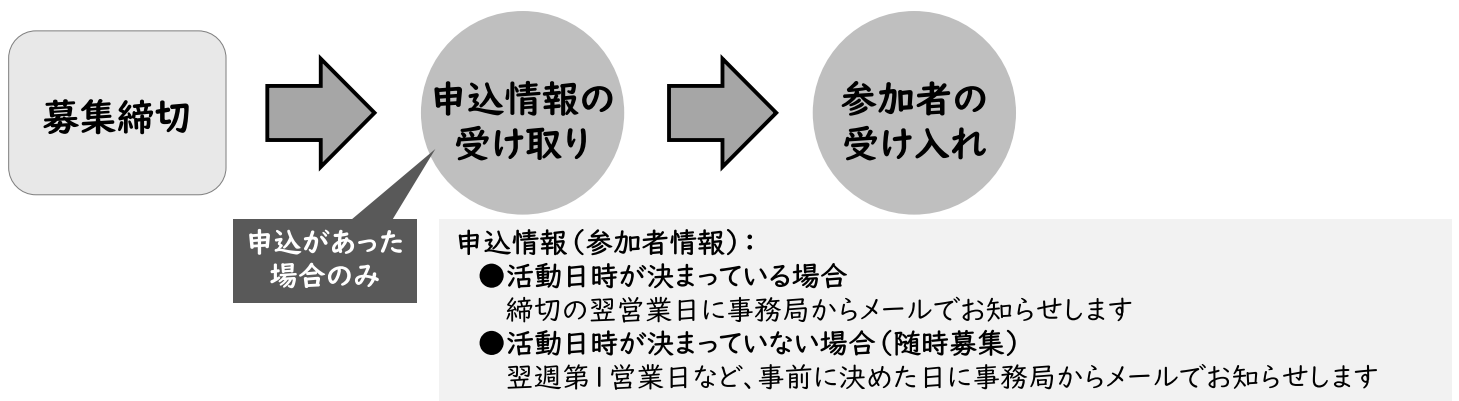 募集締切
申込情報の
受け取り
参加者の
受け入れ
申込があった
場合のみ
申込情報（参加者情報）：
●活動日時が決まっている場合
締切の翌営業日に事務局からメールでお知らせします
●活動日時が決まっていない場合（随時募集）
翌週第1営業日など、事前に決めた日に事務局からメールでお知らせします